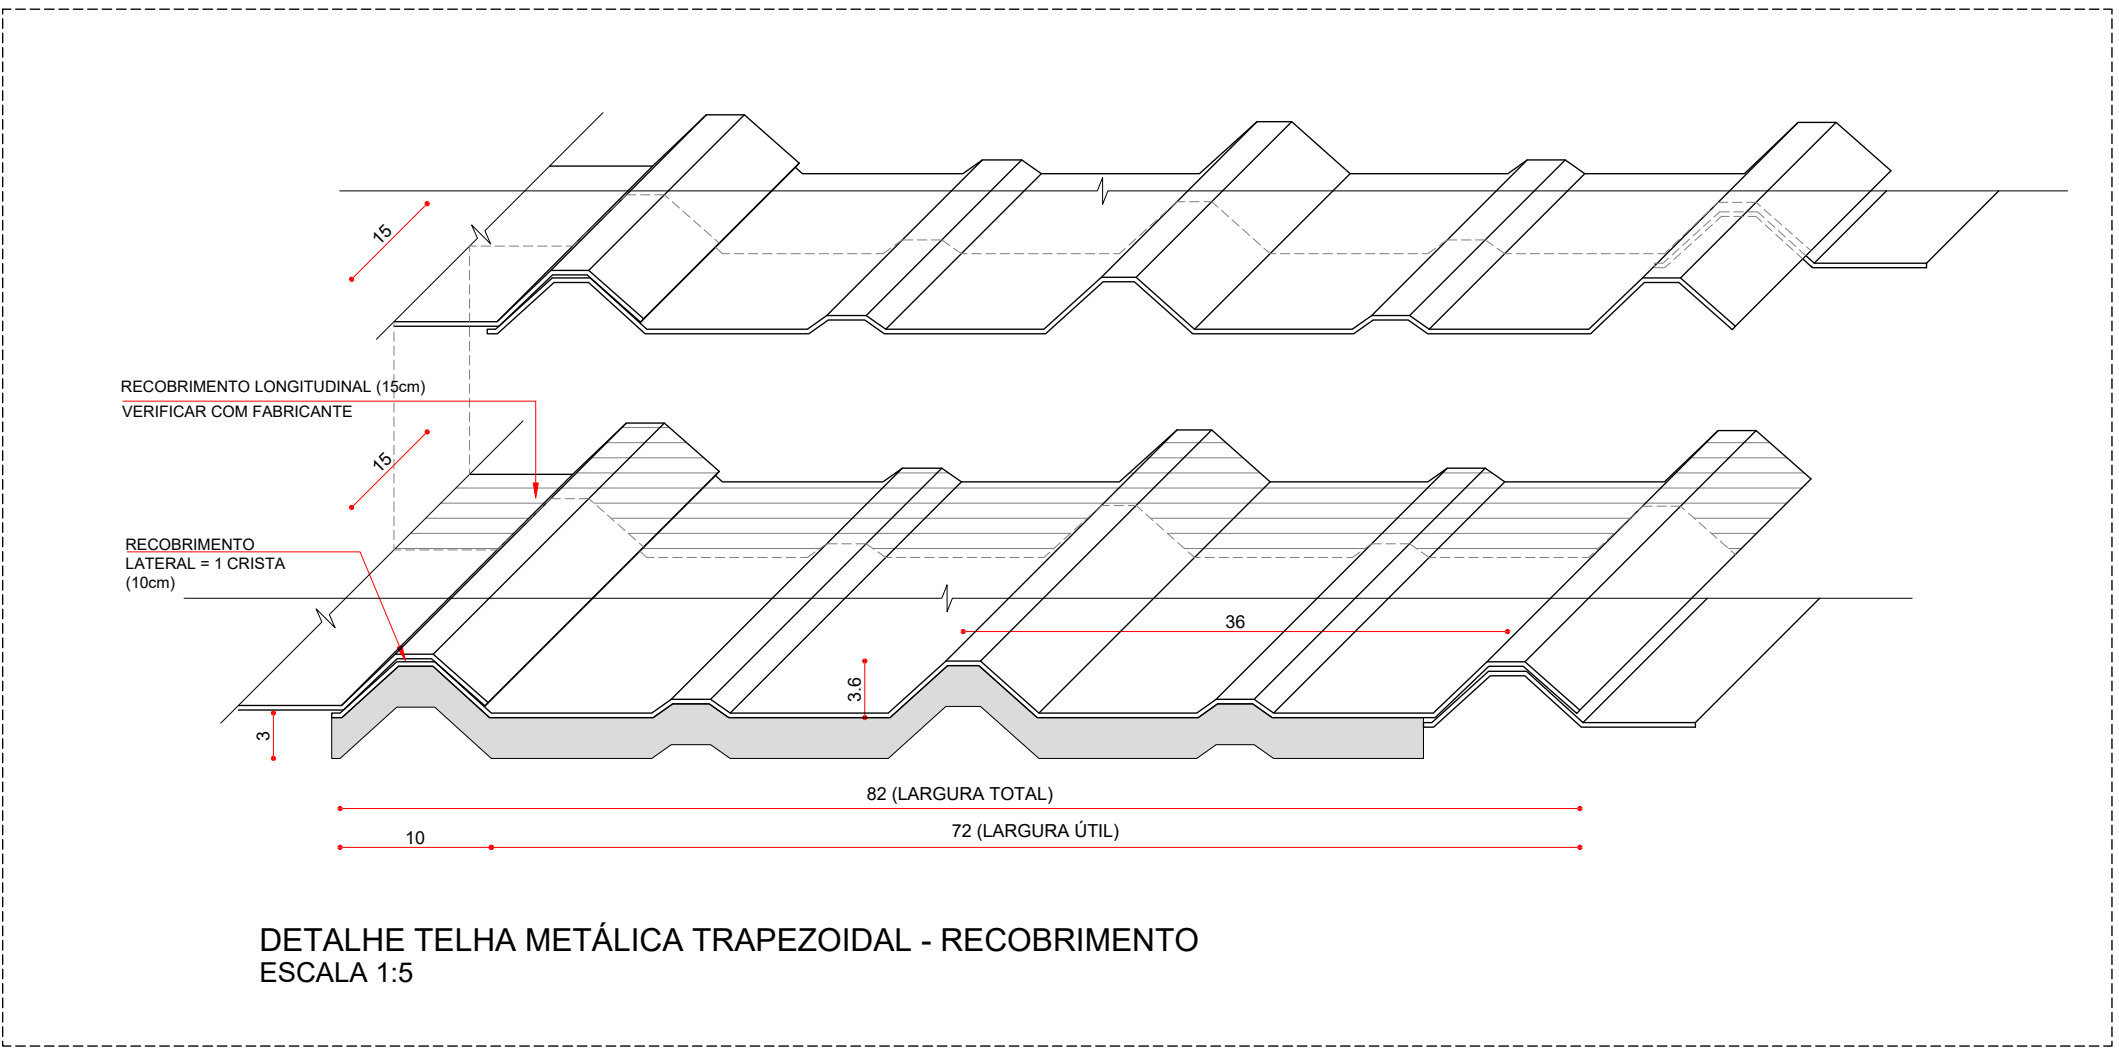 15
RECOBRIMENTO LONGITUDINAL (15cm)
VERIFICAR COM FABRICANTE
15
RECOBRIMENTO
LATERAL = 1 CRISTA
(10cm)
36
3.6
3
82 (LARGURA TOTAL)
10
72 (LARGURA ÚTIL)
DETALHE TELHA METÁLICA TRAPEZOIDAL - RECOBRIMENTO
ESCALA 1:5